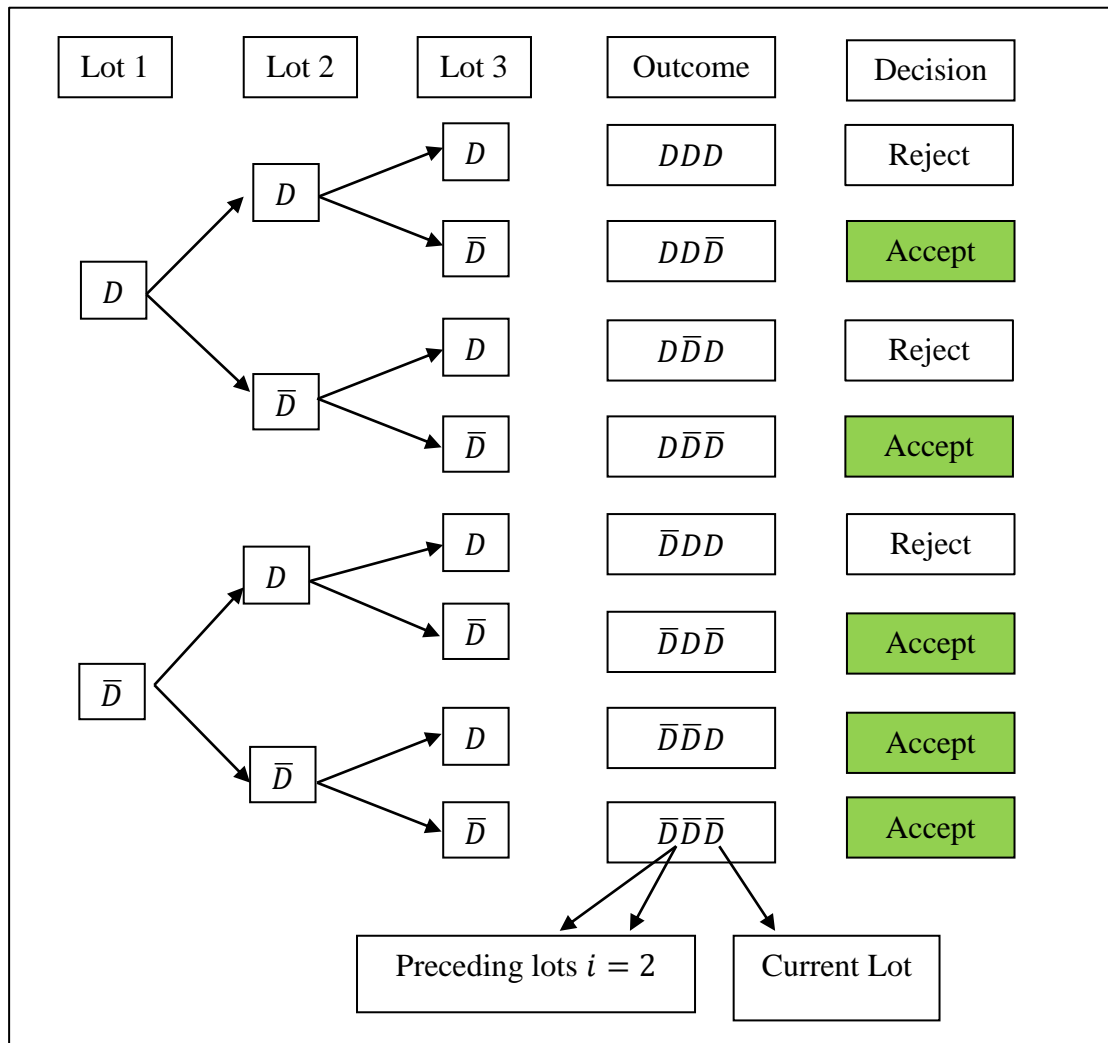 Lot 1 Lot 2 Lot 3 Outcome Decision
D DDD Reject
D
D̅ DDD̅ Accept
D
D DD̅D Reject
D̅
D̅ DD̅D̅ Accept
D D̅DD Reject
D
D̅ D̅DD̅ Accept
D̅
D D̅D̅D Accept
D̅
D̅ D̅D̅D̅ Accept
Preceding lots i = 2 Current Lot